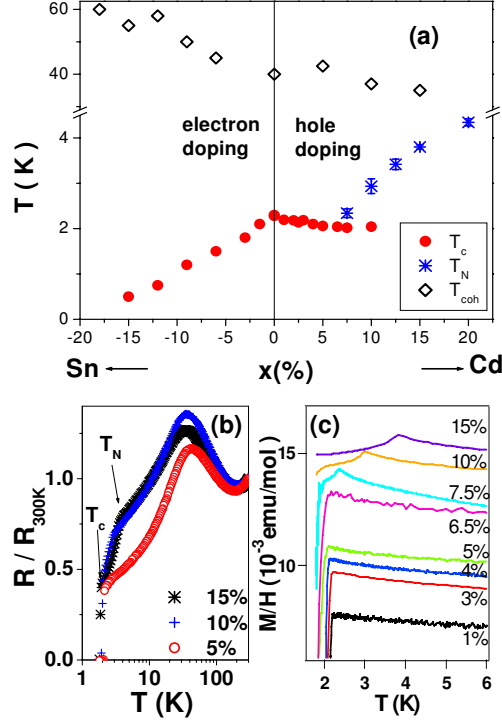 (a)
60
40
4
2
0
T ( K )
electron doping
hole doping
T_c
T_N
T_coh
-20 -15 -10 -5 0 5 10 15 20
Sn x(%) Cd
(b)
T_N
T_c
1.0
0.5
0.0
R / R_300K
15%
10%
5%
1 10 100
T (K)
(c)
15%
10%
7.5%
6.5%
5%
4%
3%
1%
15
10
M/H (10^-3 emu/mol)
2 3 4 5 6
T (K)